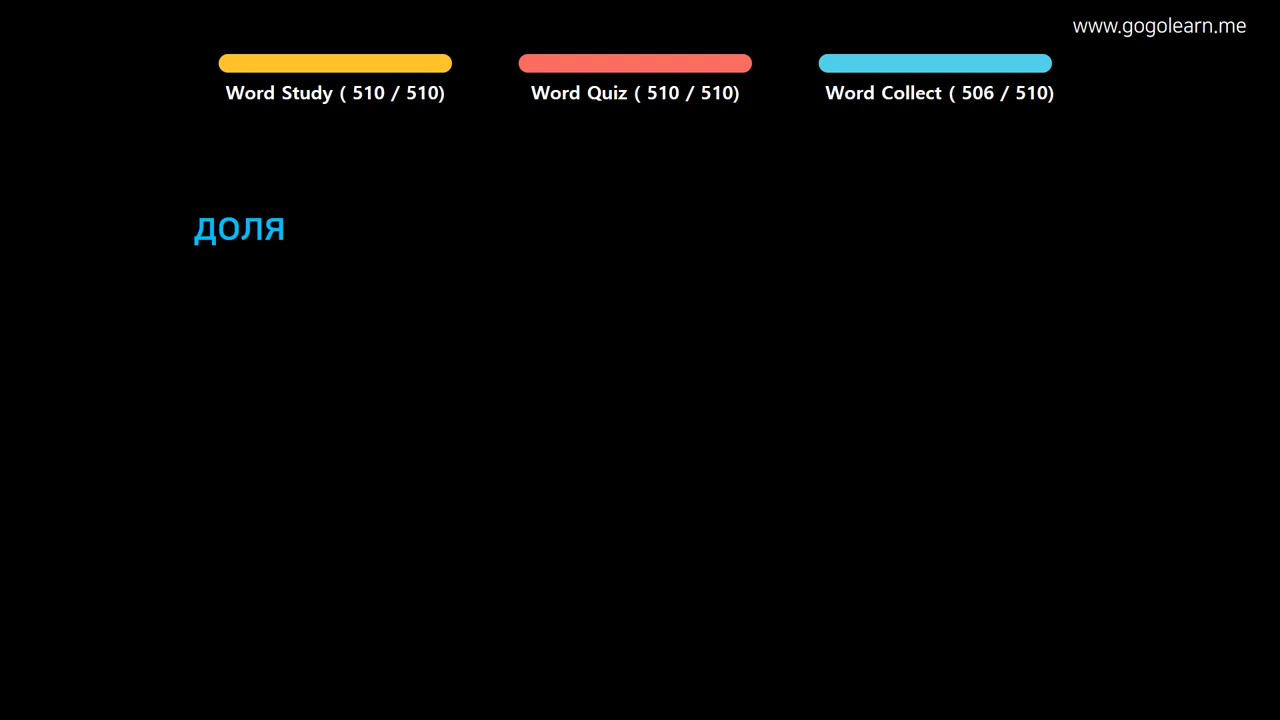 www.gogolearn.me
Word Study ( 510 / 510)
Word Quiz ( 510 / 510)
Word Collect ( 506 / 510)
доля